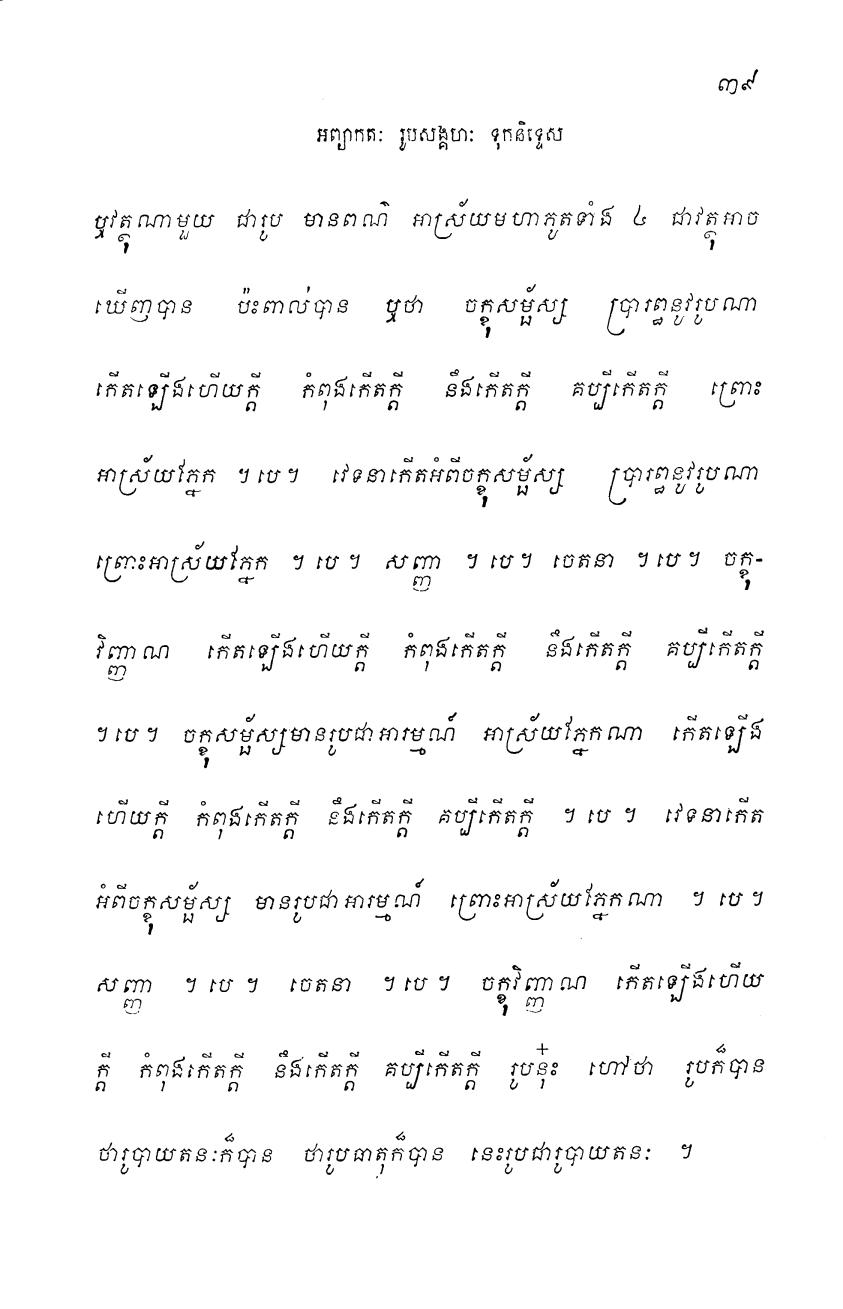 ៣៩
អព្យាកតៈ រូបសង្គហៈ ទុកនិទ្ទេស
ឬវត្ថុណាមួយ ជារូប មានពណ៌ អាស្រ័យមហាភូតទាំង ៤ ជាវត្ថុអាច
ឃើញបាន ប៉ះពាល់បាន ឬថា ចក្ខុសម្ផ័ស្ស ប្រារឰនូវរូបណា
កើតឡើងហើយក្តី កំពុងកើតក្តី នឹងកើតក្តី គប្បីកើតក្តី ព្រោះ
អាស្រ័យភ្នែក ។ បេ ។ វេទនាកើតអំពីចក្ខុសម្ផ័ស្ស ប្រារឰនូវរូបណា
ព្រោះអាស្រ័យភ្នែក ។ បេ ។ សញ្ញា ។ បេ ។ ចេតនា ។ បេ ។ ចក្ខុ-
វិញ្ញាណ កើតឡើងហើយក្តី កំពុងកើតក្តី នឹងកើតក្តី គប្បីកើតក្តី
។ បេ ។ ចក្ខុសម្ផ័ស្សមានរូបជាអារម្មណ៍ អាស្រ័យភ្នែកណា កើតឡើង
ហើយក្តី កំពុងកើតក្តី នឹងកើតក្តី គប្បីកើតក្តី ។ បេ ។ វេទនាកើត
អំពីចក្ខុសម្ផ័ស្ស មានរូបជាអារម្មណ៍ ព្រោះអាស្រ័យភ្នែកណា ។ បេ ។
សញ្ញា ។ បេ ។ ចេតនា ។ បេ ។ ចក្ខុវិញ្ញាណ កើតឡើងហើយ
ក្តី កំពុងកើតក្តី នឹងកើតក្តី គប្បីកើតក្តី រូបនុ៎ះ ហៅថា រូបក៏បាន
ថារូបាយតនៈក៏បាន ថារូបធាតុក៏បាន នេះរូបជារូបាយតនៈ ។